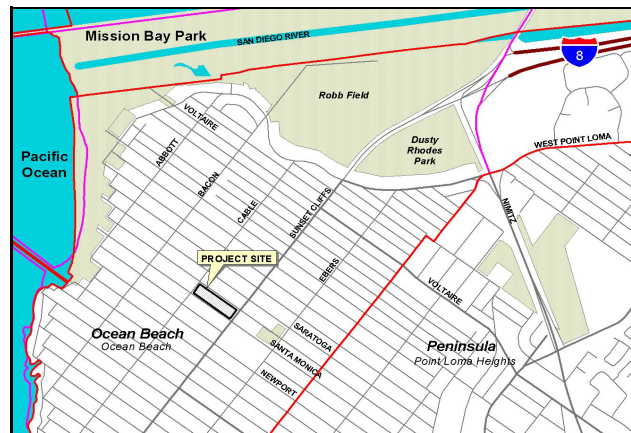 Mission Bay Park
SAN DIEGO RIVER
8
Robb Field
VOLTAIRE
Dusty
Rhodes
Park
WEST POINT LOMA
Pacific
Ocean
ABBOTT
BACON
CABLE
SUNSET CLIFFS
NIMITZ
PROJECT SITE
EBERS
VOLTAIRE
Ocean Beach
Ocean Beach
SARATOGA
SANTA MONICA
NEWPORT
Peninsula
Point Loma Heights